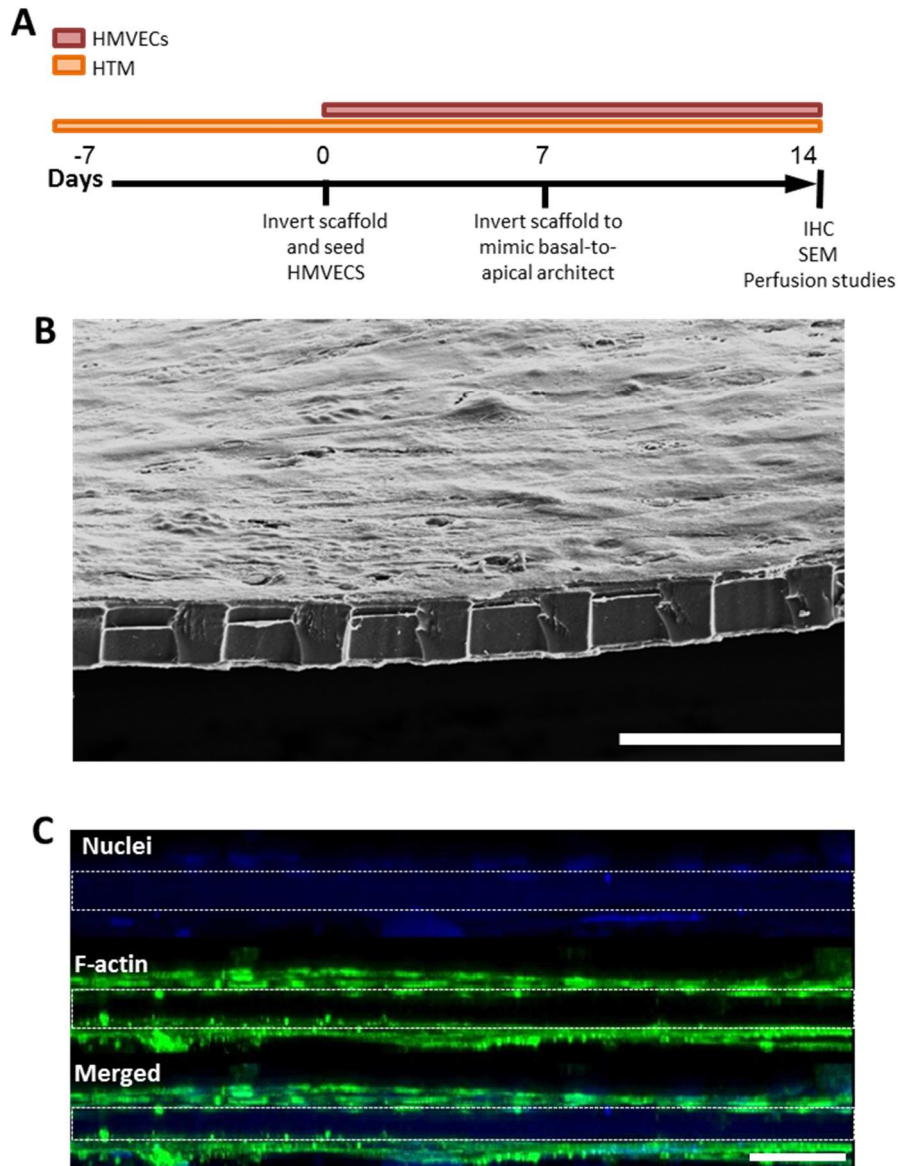 A
HMVECs
HTM
-7 0 7 14
Days
Invert scaffold
and seed
HMVECS
Invert scaffold to
mimic basal-to-
apical architect
IHC
SEM
Perfusion studies
B
C
Nuclei
F-actin
Merged